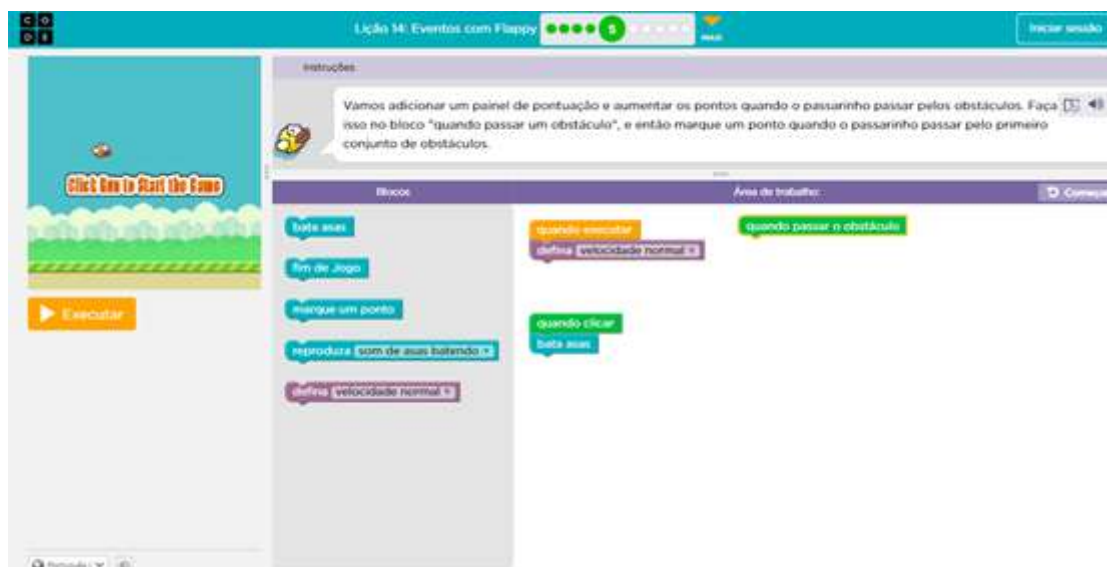 C O
D E
Lição 14: Eventos com Flappy
5
MAIS
Iniciar sessão
Instruções
Vamos adicionar um painel de pontuação e aumentar os pontos quando o passarinho passar pelos obstáculos. Faça
isso no bloco "quando passar um obstáculo", e então marque um ponto quando o passarinho passar pelo primeiro
conjunto de obstáculos.
Click Run to Start the Game
Executar
Blocos
Área de trabalho:
Começar
bata asas
fim de Jogo
marque um ponto
reproduza som de asas batendo
defina velocidade normal
quando executar
defina velocidade normal
quando passar o obstáculo
quando clicar
bata asas
Português